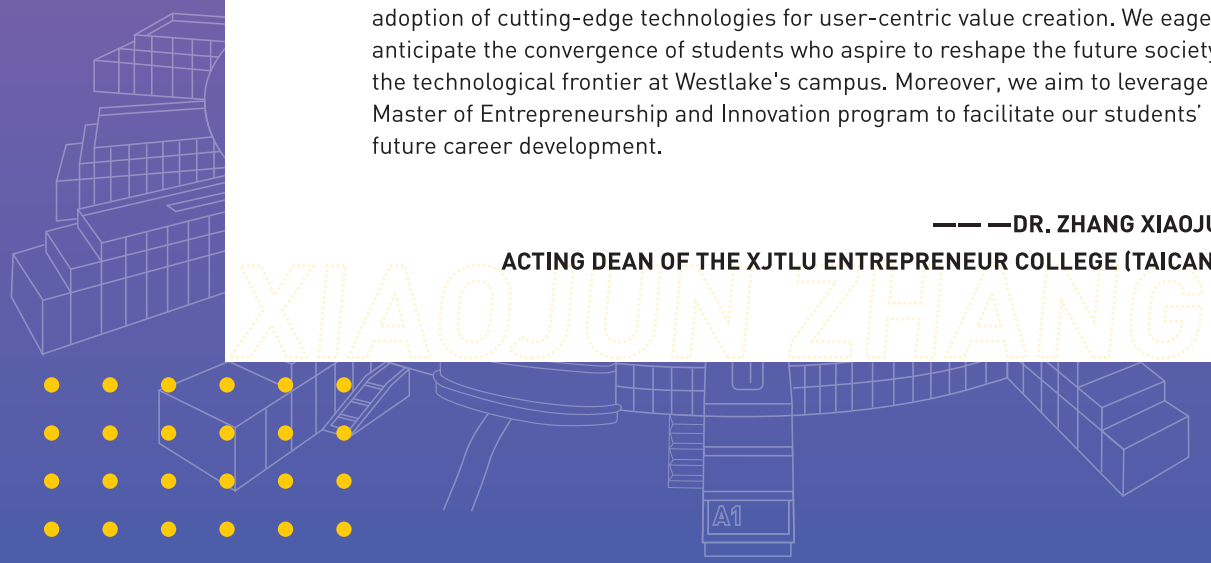 adoption of cutting-edge technologies for user-centric value creation. We eage
anticipate the convergence of students who aspire to reshape the future society
the technological frontier at Westlake's campus. Moreover, we aim to leverage
Master of Entrepreneurship and Innovation program to facilitate our students'
future career development.
—— —DR. ZHANG XIAOJU
ACTING DEAN OF THE XJTLU ENTREPRENEUR COLLEGE (TAICAN
XIAOJUN ZHANG
A1